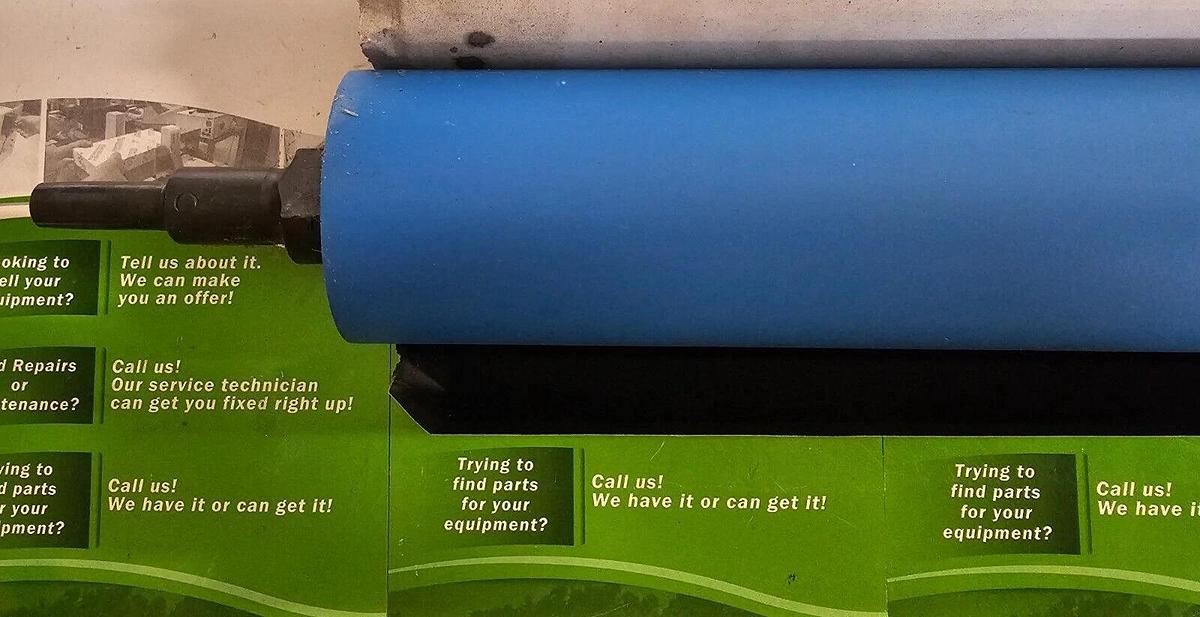 oking to
ell your
uipment?
Tell us about it.
We can make
you an offer!
d Repairs
or
tenance?
Call us!
Our service technician
can get you fixed right up!
ying to
d parts
r your
ipment?
Call us!
We have it or can get it!
Trying to
find parts
for your
equipment?
Call us!
We have it or can get it!
Trying to
find parts
for your
equipment?
Call us!
We have it